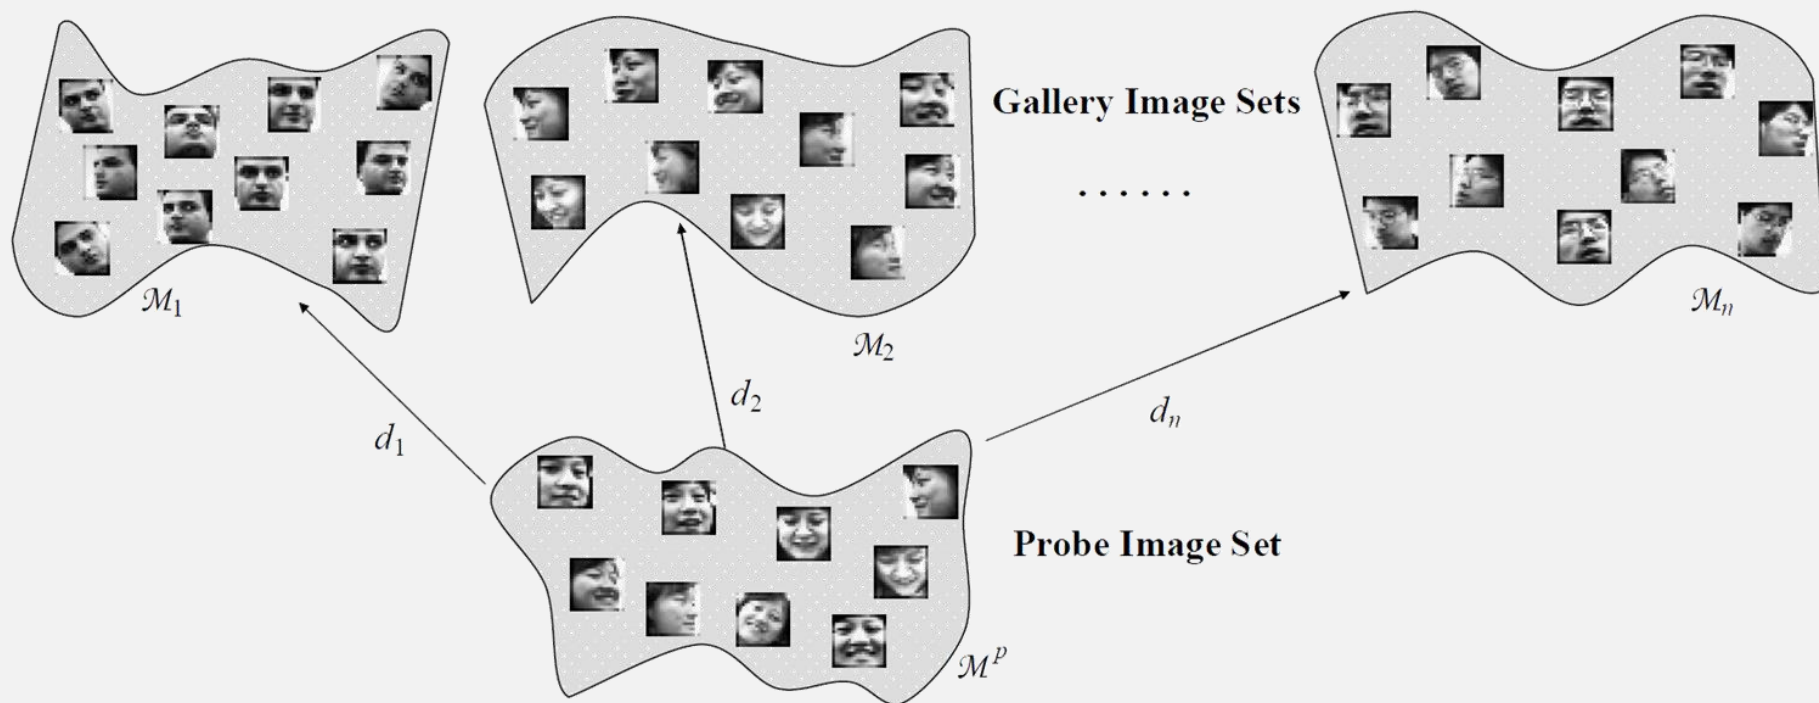 Gallery Image Sets
. . . . . .
ℳ1
ℳ2
ℳn
d1
d2
dn
Probe Image Set
ℳp